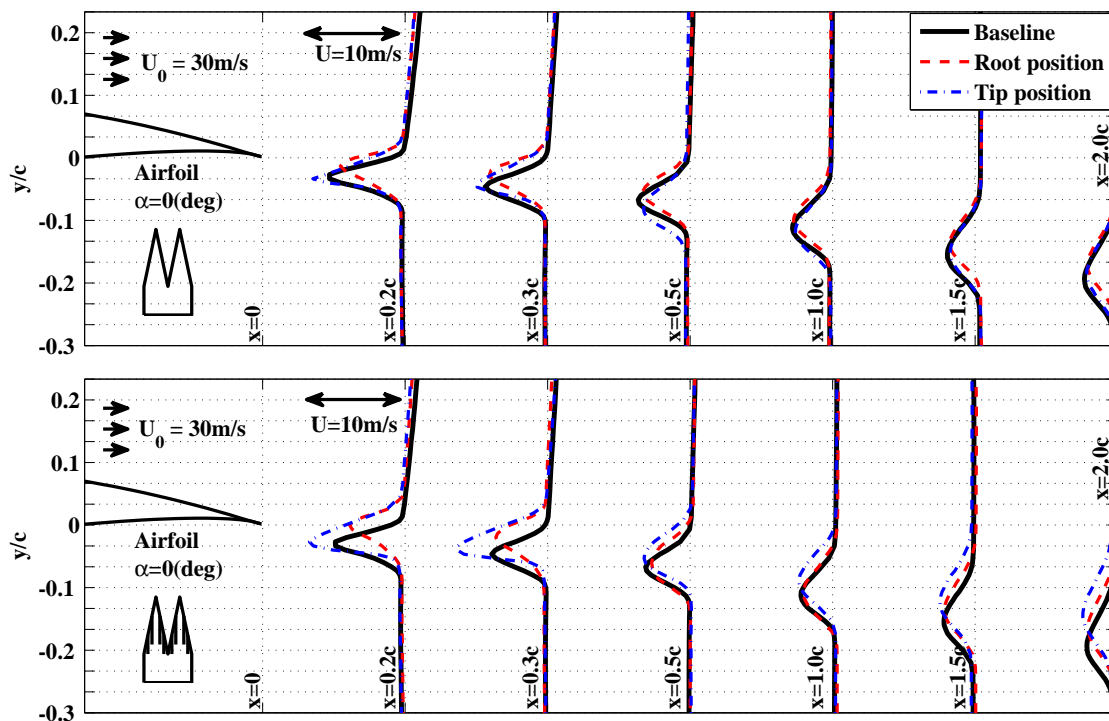 0.2
0.1
0
-0.1
-0.2
-0.3
y/c
U0 = 30m/s
U=10m/s
Baseline
Root position
Tip position
Airfoil
α=0(deg)
x=0
x=0.2c
x=0.3c
x=0.5c
x=1.0c
x=1.5c
x=2.0c
0.2
0.1
0
-0.1
-0.2
-0.3
y/c
U0 = 30m/s
U=10m/s
Airfoil
α=0(deg)
x=0
x=0.2c
x=0.3c
x=0.5c
x=1.0c
x=1.5c
x=2.0c